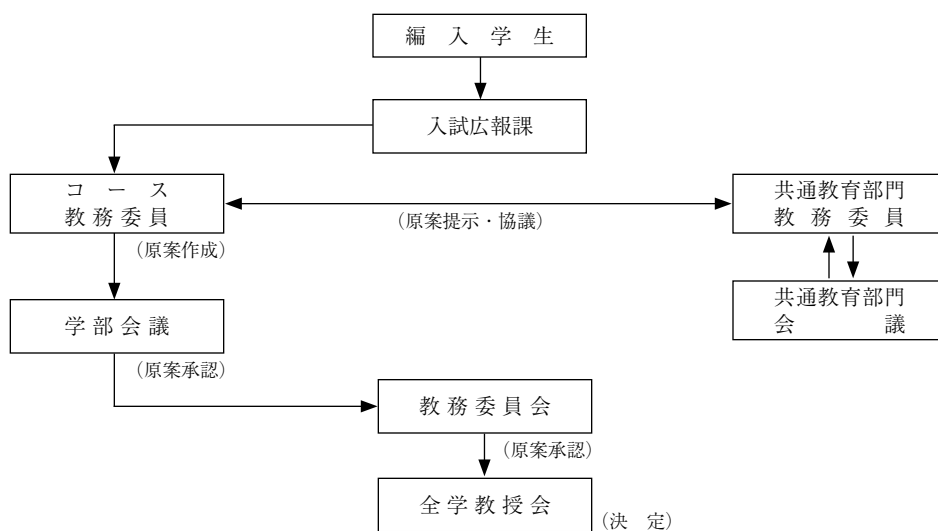 編入学生
入試広報課
コース
教務委員
(原案作成)
(原案提示・協議)
共通教育部門
教務委員
共通教育部門
会議
学部会議
(原案承認)
教務委員会
(原案承認)
全学教授会
(決定)